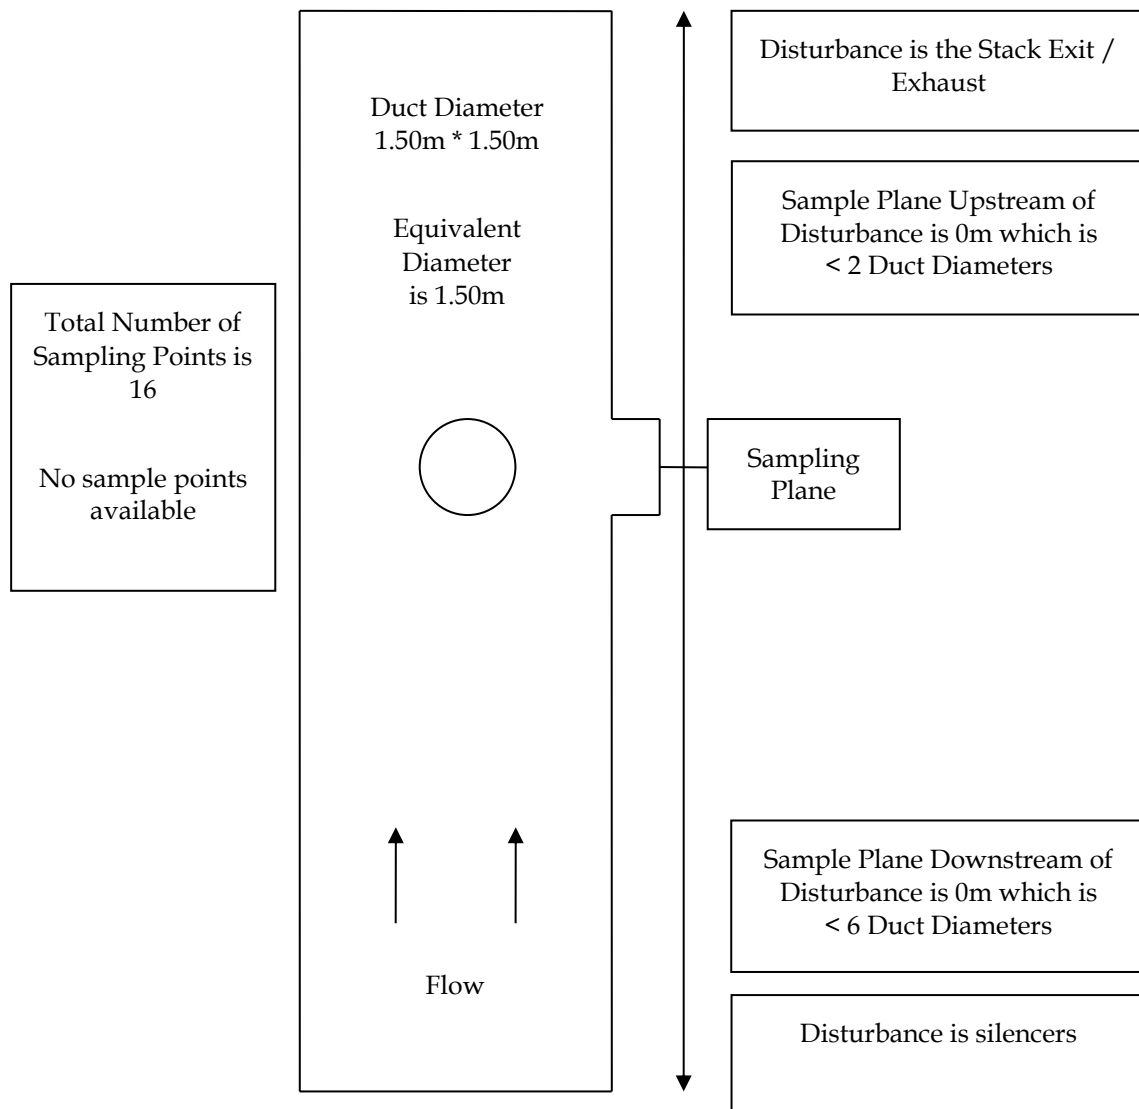 Disturbance is the Stack Exit /
Exhaust
Duct Diameter
1.50m * 1.50m
Sample Plane Upstream of
Disturbance is 0m which is
< 2 Duct Diameters
Equivalent
Diameter
is 1.50m
Total Number of
Sampling Points is
16
No sample points
available
Sampling
Plane
Sample Plane Downstream of
Disturbance is 0m which is
< 6 Duct Diameters
Flow
Disturbance is silencers